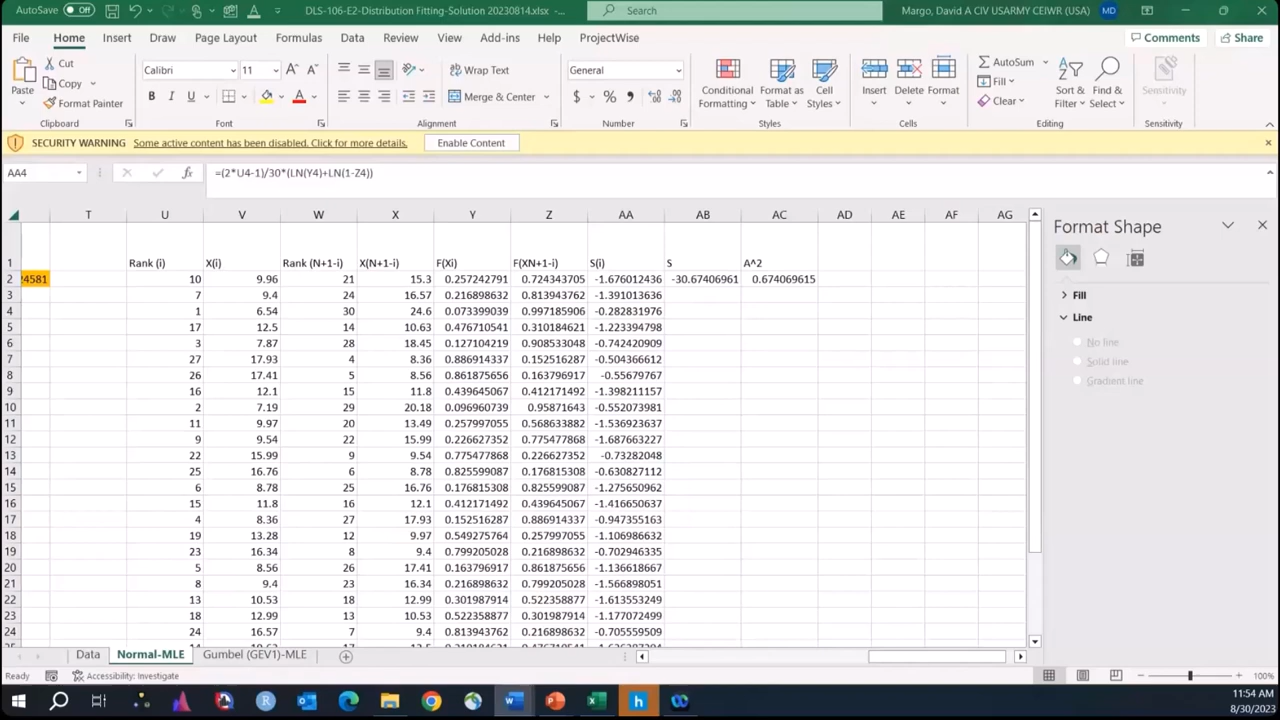 AutoSave Off DLS-106-E2-Distribution Fitting-Solution 20230814.xlsx -... Search Margo, David A CIV USARMY CEIWR (USA) MD
File Home Insert Draw Page Layout Formulas Data Review View Add-ins Help ProjectWise Comments Share
Paste Cut Copy Format Painter Clipboard
Calibri 11 B I U A Font
Wrap Text Merge & Center Alignment
General $ % Number
Conditional Formatting Format as Table Cell Styles Styles
Insert Delete Format Cells
AutoSum Fill Clear Sort & Filter Find & Select Editing
Sensitivity Sensitivity
SECURITY WARNING Some active content has been disabled. Click for more details. Enable Content
AA4 fx =(2*U4-1)/30*(LN(Y4)+LN(1-Z4))
T U V W X Y Z AA AB AC AD AE AF AG
1 Rank (i) X(i) Rank (N+1-i) X(N+1-i) F(Xi) F(XN+1-i) S(i) S A^2
2 24581 10 9.96 21 15.3 0.257242791 0.724343705 -1.676012436 -30.67406961 0.674069615
3 7 9.4 24 16.57 0.216898632 0.813943762 -1.391013636
4 1 6.54 30 24.6 0.073399039 0.997185906 -0.282831976
5 17 12.5 14 10.63 0.476710541 0.310184621 -1.223394798
6 3 7.87 28 18.45 0.127104219 0.908533048 -0.742420909
7 27 17.93 4 8.36 0.886914337 0.152516287 -0.504366612
8 26 17.41 5 8.56 0.861875656 0.163796917 -0.55679767
9 16 12.1 15 11.8 0.439645067 0.412171492 -1.398211157
10 2 7.19 29 20.18 0.096960739 0.95871643 -0.552073981
11 11 9.97 20 13.49 0.257997055 0.568633882 -1.536923637
12 9 9.54 22 15.99 0.226627352 0.775477868 -1.687663227
13 22 15.99 9 9.54 0.775477868 0.226627352 -0.73282048
14 25 16.76 6 8.78 0.825599087 0.176815308 -0.630827112
15 6 8.78 25 16.76 0.176815308 0.825599087 -1.275650962
16 15 11.8 16 12.1 0.412171492 0.439645067 -1.416650637
17 4 8.36 27 17.93 0.152516287 0.886914337 -0.947355163
18 19 13.28 12 9.97 0.549275764 0.257997055 -1.106986632
19 23 16.34 8 9.4 0.799205028 0.216898632 -0.702946335
20 5 8.56 26 17.41 0.163796917 0.861875656 -1.136618667
21 8 9.4 23 16.34 0.216898632 0.799205028 -1.566898051
22 13 10.53 18 12.99 0.301987914 0.522358877 -1.613553249
23 18 12.99 13 10.53 0.522358877 0.301987914 -1.177072499
24 24 16.57 7 9.4 0.813943762 0.216898632 -0.705559509
Format Shape
Fill
Line
No line
Solid line
Gradient line
Data Normal-MLE Gumbel (GEV1)-MLE
Ready Accessibility: Investigate 100%
11:54 AM
8/30/2023